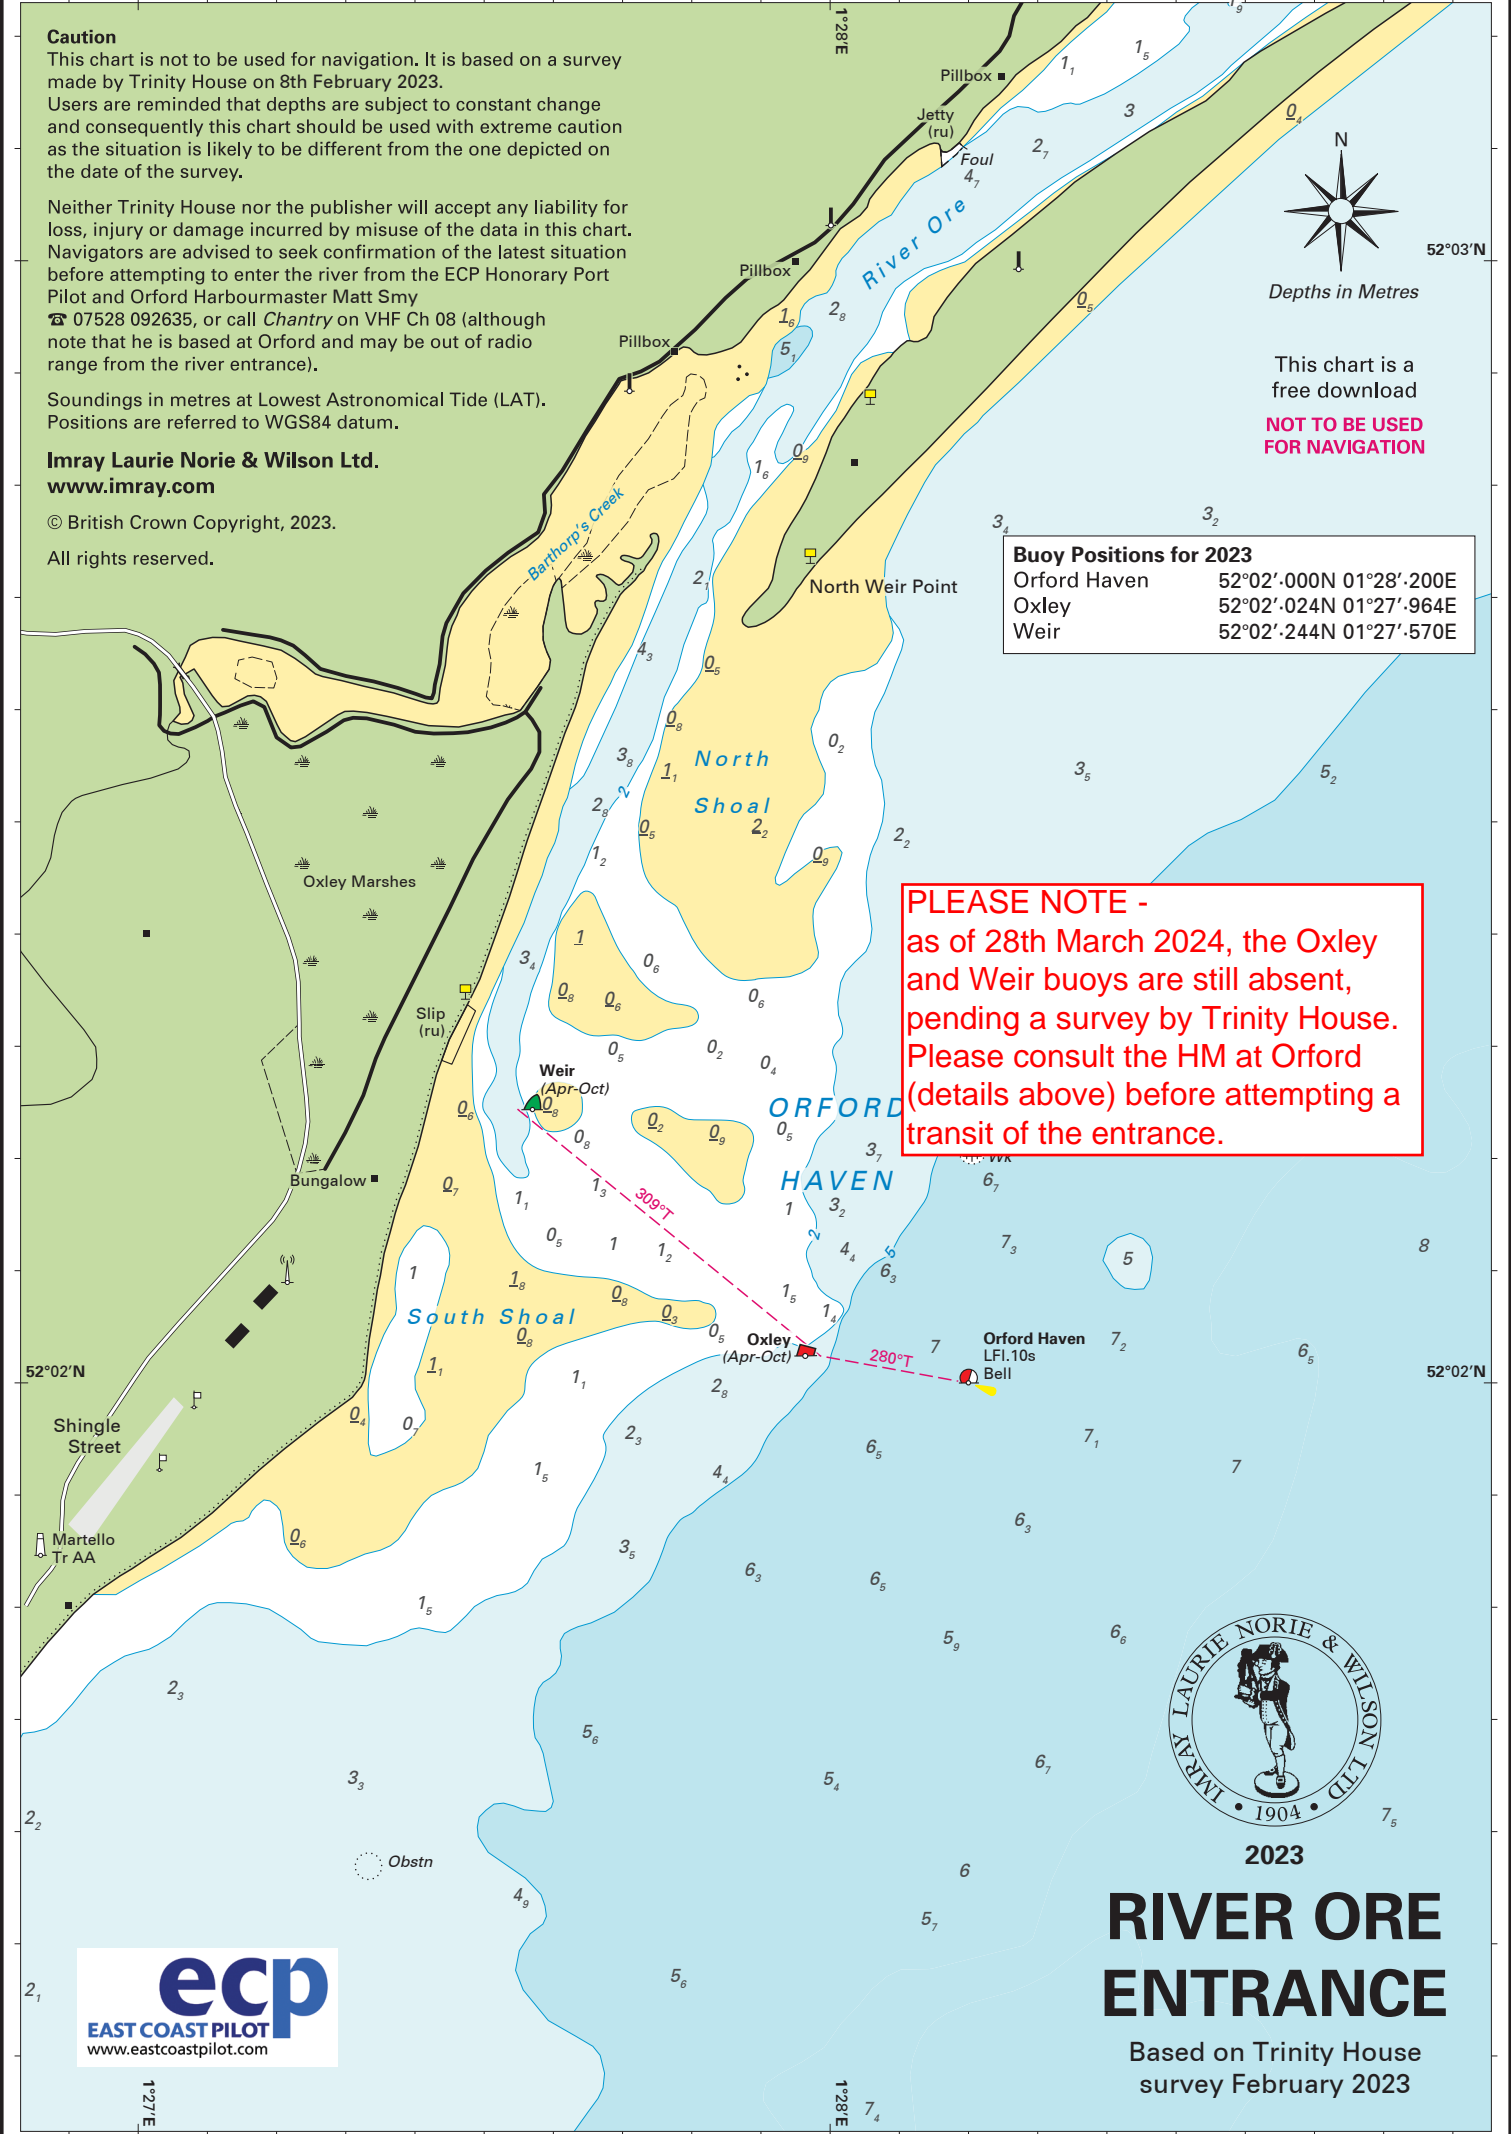 Caution
This chart is not to be used for navigation. It is based on a survey
made by Trinity House on 8th February 2023.
Users are reminded that depths are subject to constant change
and consequently this chart should be used with extreme caution
as the situation is likely to be different from the one depicted on
the date of the survey.
Neither Trinity House nor the publisher will accept any liability for
loss, injury or damage incurred by misuse of the data in this chart.
Navigators are advised to seek confirmation of the latest situation
before attempting to enter the river from the ECP Honorary Port
Pilot and Orford Harbourmaster Matt Smy
☎ 07528 092635, or call Chantry on VHF Ch 08 (although
note that he is based at Orford and may be out of radio
range from the river entrance).
Soundings in metres at Lowest Astronomical Tide (LAT).
Positions are referred to WGS84 datum.
Imray Laurie Norie & Wilson Ltd.
www.imray.com
© British Crown Copyright, 2023.
All rights reserved.
1°28'E
Pillbox
Jetty
(ru)
Foul
River Ore
Pillbox
Pillbox
N
52°03'N
Depths in Metres
This chart is a
free download
NOT TO BE USED
FOR NAVIGATION
Barthorp's Creek
North Weir Point
Buoy Positions for 2023
Orford Haven 52°02'·000N 01°28'·200E
Oxley 52°02'·024N 01°27'·964E
Weir 52°02'·244N 01°27'·570E
North
Shoal
Oxley Marshes
PLEASE NOTE -
as of 28th March 2024, the Oxley
and Weir buoys are still absent,
pending a survey by Trinity House.
Please consult the HM at Orford
(details above) before attempting a
transit of the entrance.
Slip
(ru)
Weir
(Apr-Oct)
ORFORD
HAVEN
Wk
Bungalow
309°T
South Shoal
Oxley
(Apr-Oct)
280°T
Orford Haven
LFl.10s
Bell
52°02'N
52°02'N
Shingle
Street
Martello
Tr AA
Obstn
IMRAY LAURIE NORIE & WILSON LTD
• 1904 •
2023
RIVER ORE
ENTRANCE
Based on Trinity House
survey February 2023
ecp
EAST COAST PILOT
www.eastcoastpilot.com
1°27'E
1°28'E